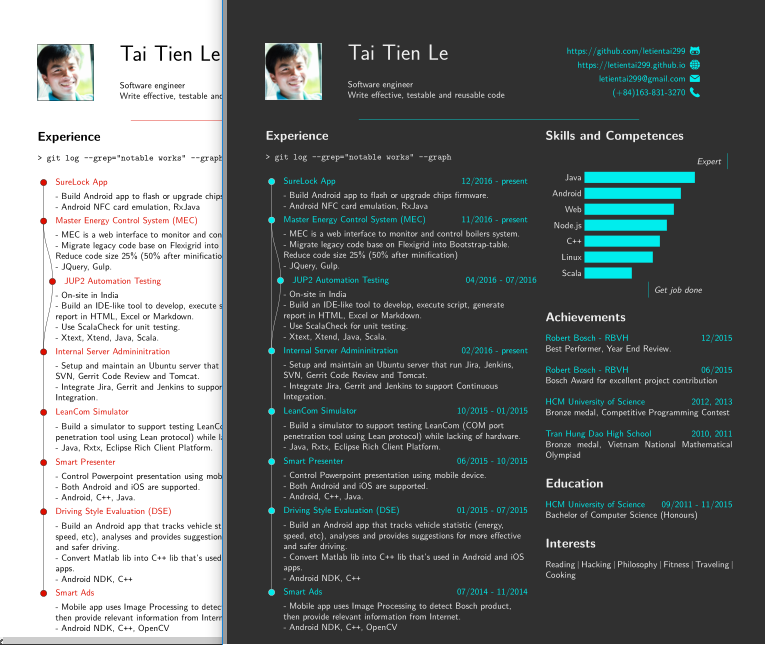 Tai Tien Le
Software engineer
Write effective, testable and
Experience
> git log --grep="notable works" --graph
SureLock App
- Build Android app to flash or upgrade chips
- Android NFC card emulation, RxJava
Master Energy Control System (MEC)
- MEC is a web interface to monitor and con
- Migrate legacy code base on Flexigrid into
Reduce code size 25% (50% after minificatio
- JQuery, Gulp.
JUP2 Automation Testing
- On-site in India
- Build an IDE-like tool to develop, execute s
report in HTML, Excel or Markdown.
- Use ScalaCheck for unit testing.
- Xtext, Xtend, Java, Scala.
Internal Server Admininitration
- Setup and maintain an Ubuntu server that
SVN, Gerrit Code Review and Tomcat.
- Integrate Jira, Gerrit and Jenkins to suppor
Integration.
LeanCom Simulator
- Build a simulator to support testing LeanC
penetration tool using Lean protocol) while l
- Java, Rxtx, Eclipse Rich Client Platform.
Smart Presenter
- Control Powerpoint presentation using mob
- Both Android and iOS are supported.
- Android, C++, Java.
Driving Style Evaluation (DSE)
- Build an Android app that tracks vehicle st
speed, etc), analyses and provides suggestion
and safer driving.
- Convert Matlab lib into C++ lib that's used
apps.
- Android NDK, C++
Smart Ads
- Mobile app uses Image Processing to detec
then provide relevant information from Intern
- Android NDK, C++, OpenCV
Tai Tien Le
Software engineer
Write effective, testable and reusable code
https://github.com/letientai299
https://letientai299.github.io
letientai299@gmail.com
(+84)163-831-3270
Experience
> git log --grep="notable works" --graph
SureLock App 12/2016 - present
- Build Android app to flash or upgrade chips firmware.
- Android NFC card emulation, RxJava
Master Energy Control System (MEC) 11/2016 - present
- MEC is a web interface to monitor and control boilers system.
- Migrate legacy code base on Flexigrid into Bootstrap-table.
Reduce code size 25% (50% after minification)
- JQuery, Gulp.
JUP2 Automation Testing 04/2016 - 07/2016
- On-site in India
- Build an IDE-like tool to develop, execute script, generate
report in HTML, Excel or Markdown.
- Use ScalaCheck for unit testing.
- Xtext, Xtend, Java, Scala.
Internal Server Admininitration 02/2016 - present
- Setup and maintain an Ubuntu server that run Jira, Jenkins,
SVN, Gerrit Code Review and Tomcat.
- Integrate Jira, Gerrit and Jenkins to support Continuous
Integration.
LeanCom Simulator 10/2015 - 01/2015
- Build a simulator to support testing LeanCom (COM port
penetration tool using Lean protocol) while lacking of hardware.
- Java, Rxtx, Eclipse Rich Client Platform.
Smart Presenter 06/2015 - 10/2015
- Control Powerpoint presentation using mobile device.
- Both Android and iOS are supported.
- Android, C++, Java.
Driving Style Evaluation (DSE) 01/2015 - 07/2015
- Build an Android app that tracks vehicle statistic (energy,
speed, etc), analyses and provides suggestions for more effective
and safer driving.
- Convert Matlab lib into C++ lib that's used in Android and iOS
apps.
- Android NDK, C++
Smart Ads 07/2014 - 11/2014
- Mobile app uses Image Processing to detect Bosch product,
then provide relevant information from Internet.
- Android NDK, C++, OpenCV
Skills and Competences
Expert
Java
Android
Web
Node.js
C++
Linux
Scala
Get job done
Achievements
Robert Bosch - RBVH 12/2015
Best Performer, Year End Review.
Robert Bosch - RBVH 06/2015
Bosch Award for excellent project contribution
HCM University of Science 2012, 2013
Bronze medal, Competitive Programming Contest
Tran Hung Dao High School 2010, 2011
Bronze medal, Vietnam National Mathematical
Olympiad
Education
HCM University of Science 09/2011 - 11/2015
Bachelor of Computer Science (Honours)
Interests
Reading | Hacking | Philosophy | Fitness | Traveling |
Cooking